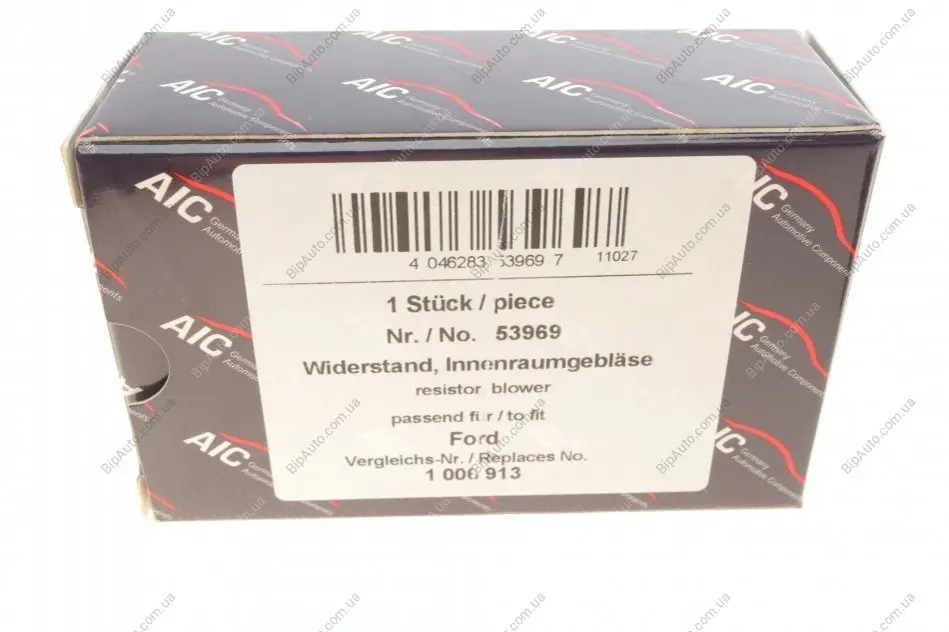 AIC Germany Automotive Components
4 046283 53969 7 11027
1 Stück / piece
Nr. / No. 53969
Widerstand, Innenraumgebläse
resistor blower
passend für / to fit
Ford
Vergleichs-Nr. / Replaces No.
1 006 913
BipAuto.com.ua